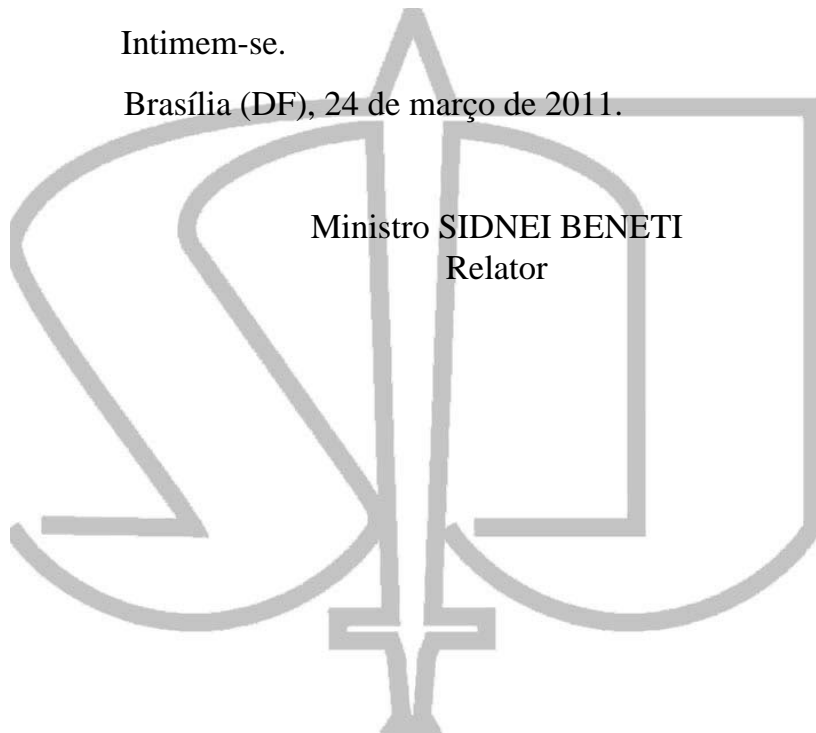 Intimem-se.
Brasília (DF), 24 de março de 2011.
Ministro SIDNEI BENETI
Relator